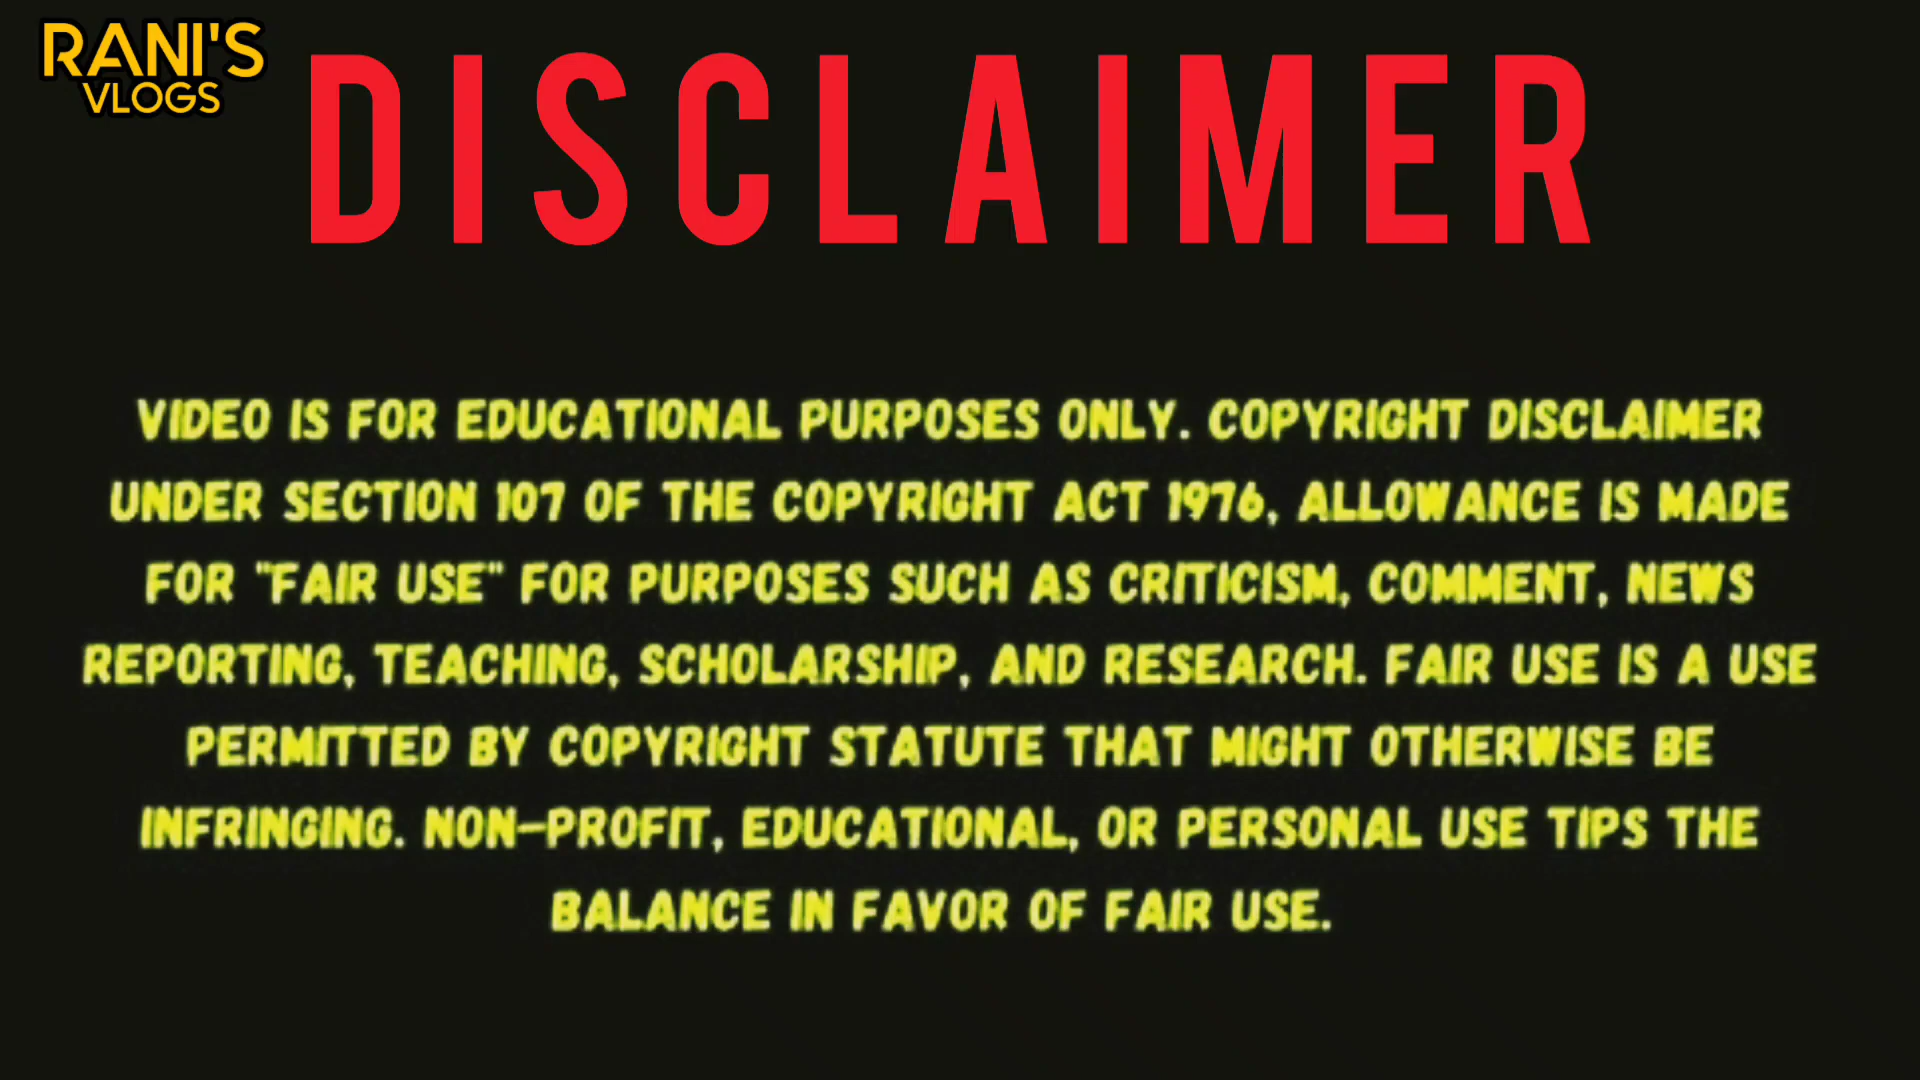 RANI'S
VLOGS
DISCLAIMER
VIDEO IS FOR EDUCATIONAL PURPOSES ONLY. COPYRIGHT DISCLAIMER
UNDER SECTION 107 OF THE COPYRIGHT ACT 1976, ALLOWANCE IS MADE
FOR "FAIR USE" FOR PURPOSES SUCH AS CRITICISM, COMMENT, NEWS
REPORTING, TEACHING, SCHOLARSHIP, AND RESEARCH. FAIR USE IS A USE
PERMITTED BY COPYRIGHT STATUTE THAT MIGHT OTHERWISE BE
INFRINGING. NON-PROFIT, EDUCATIONAL, OR PERSONAL USE TIPS THE
BALANCE IN FAVOR OF FAIR USE.